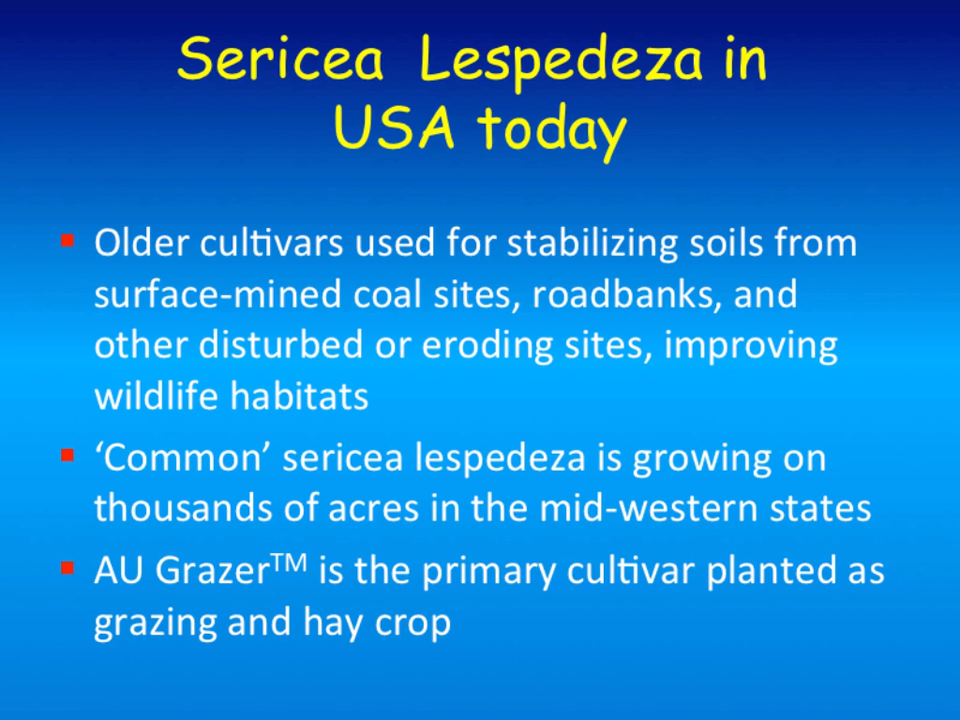 Sericea Lespedeza in
USA today
▪ Older cultivars used for stabilizing soils from
surface-mined coal sites, roadbanks, and
other disturbed or eroding sites, improving
wildlife habitats
▪ ‘Common’ sericea lespedeza is growing on
thousands of acres in the mid-western states
▪ AU Grazer™ is the primary cultivar planted as
grazing and hay crop